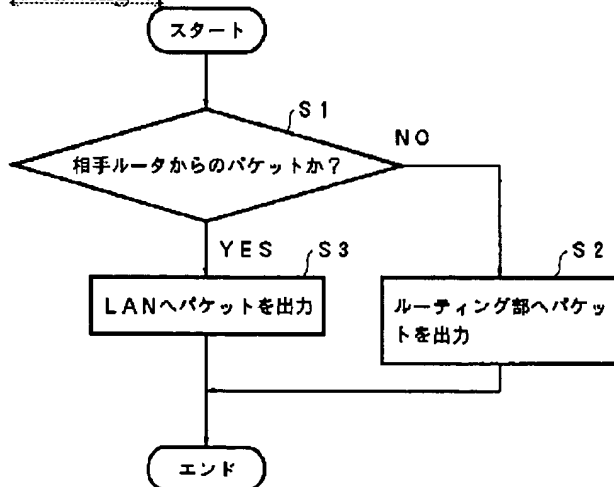 スタート
S1
NO
相手ルータからのパケットか？
YES
S3
S2
LANへパケットを出力
ルーティング部へパケッ
トを出力
エンド